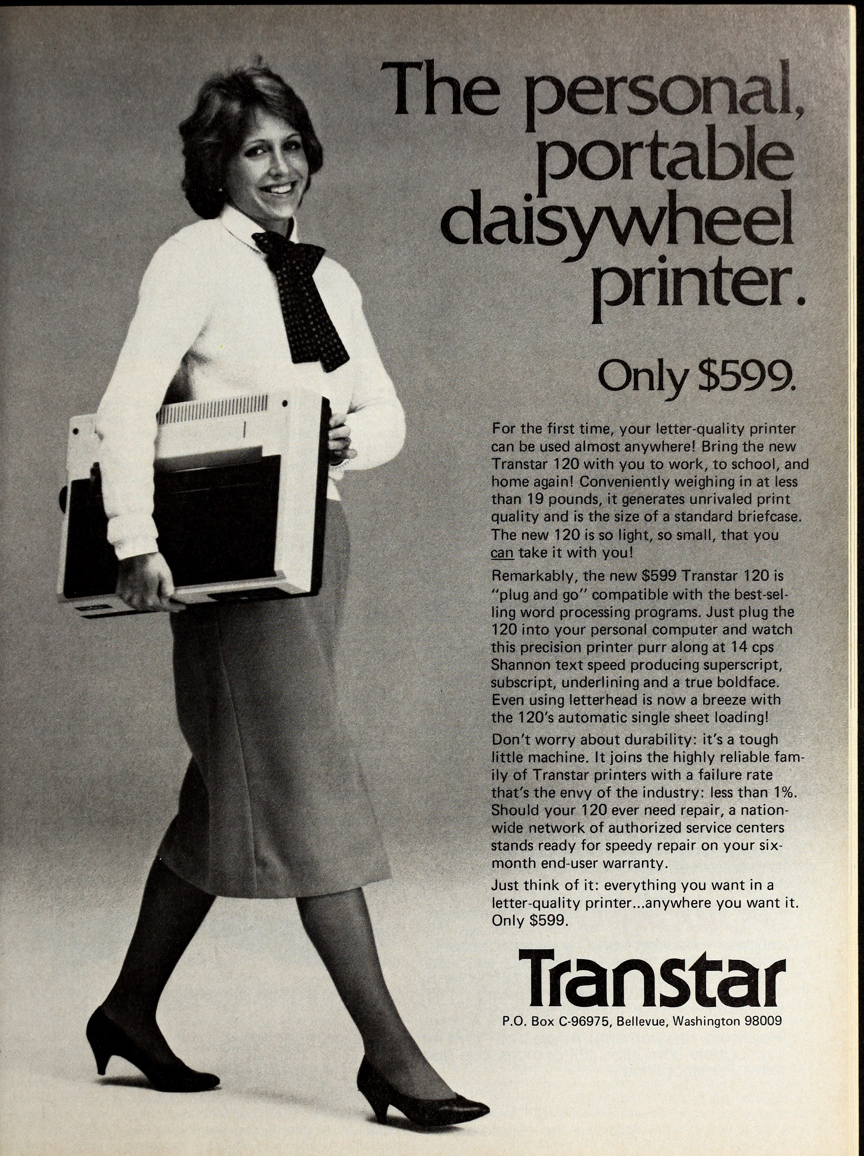 The personal,
portable
daisywheel
printer.
Only $599.
For the first time, your letter-quality printer
can be used almost anywhere! Bring the new
Transtar 120 with you to work, to school, and
home again! Conveniently weighing in at less
than 19 pounds, it generates unrivaled print
quality and is the size of a standard briefcase.
The new 120 is so light, so small, that you
can take it with you!
Remarkably, the new $599 Transtar 120 is
“plug and go” compatible with the best-sel-
ling word processing programs. Just plug the
120 into your personal computer and watch
this precision printer purr along at 14 cps
Shannon text speed producing superscript,
subscript, underlining and a true boldface.
Even using letterhead is now a breeze with
the 120’s automatic single sheet loading!
Don’t worry about durability: it’s a tough
little machine. It joins the highly reliable fam-
ily of Transtar printers with a failure rate
that’s the envy of the industry: less than 1%.
Should your 120 ever need repair, a nation-
wide network of authorized service centers
stands ready for speedy repair on your six-
month end-user warranty.
Just think of it: everything you want in a
letter-quality printer...anywhere you want it.
Only $599.
Transtar
P.O. Box C-96975, Bellevue, Washington 98009